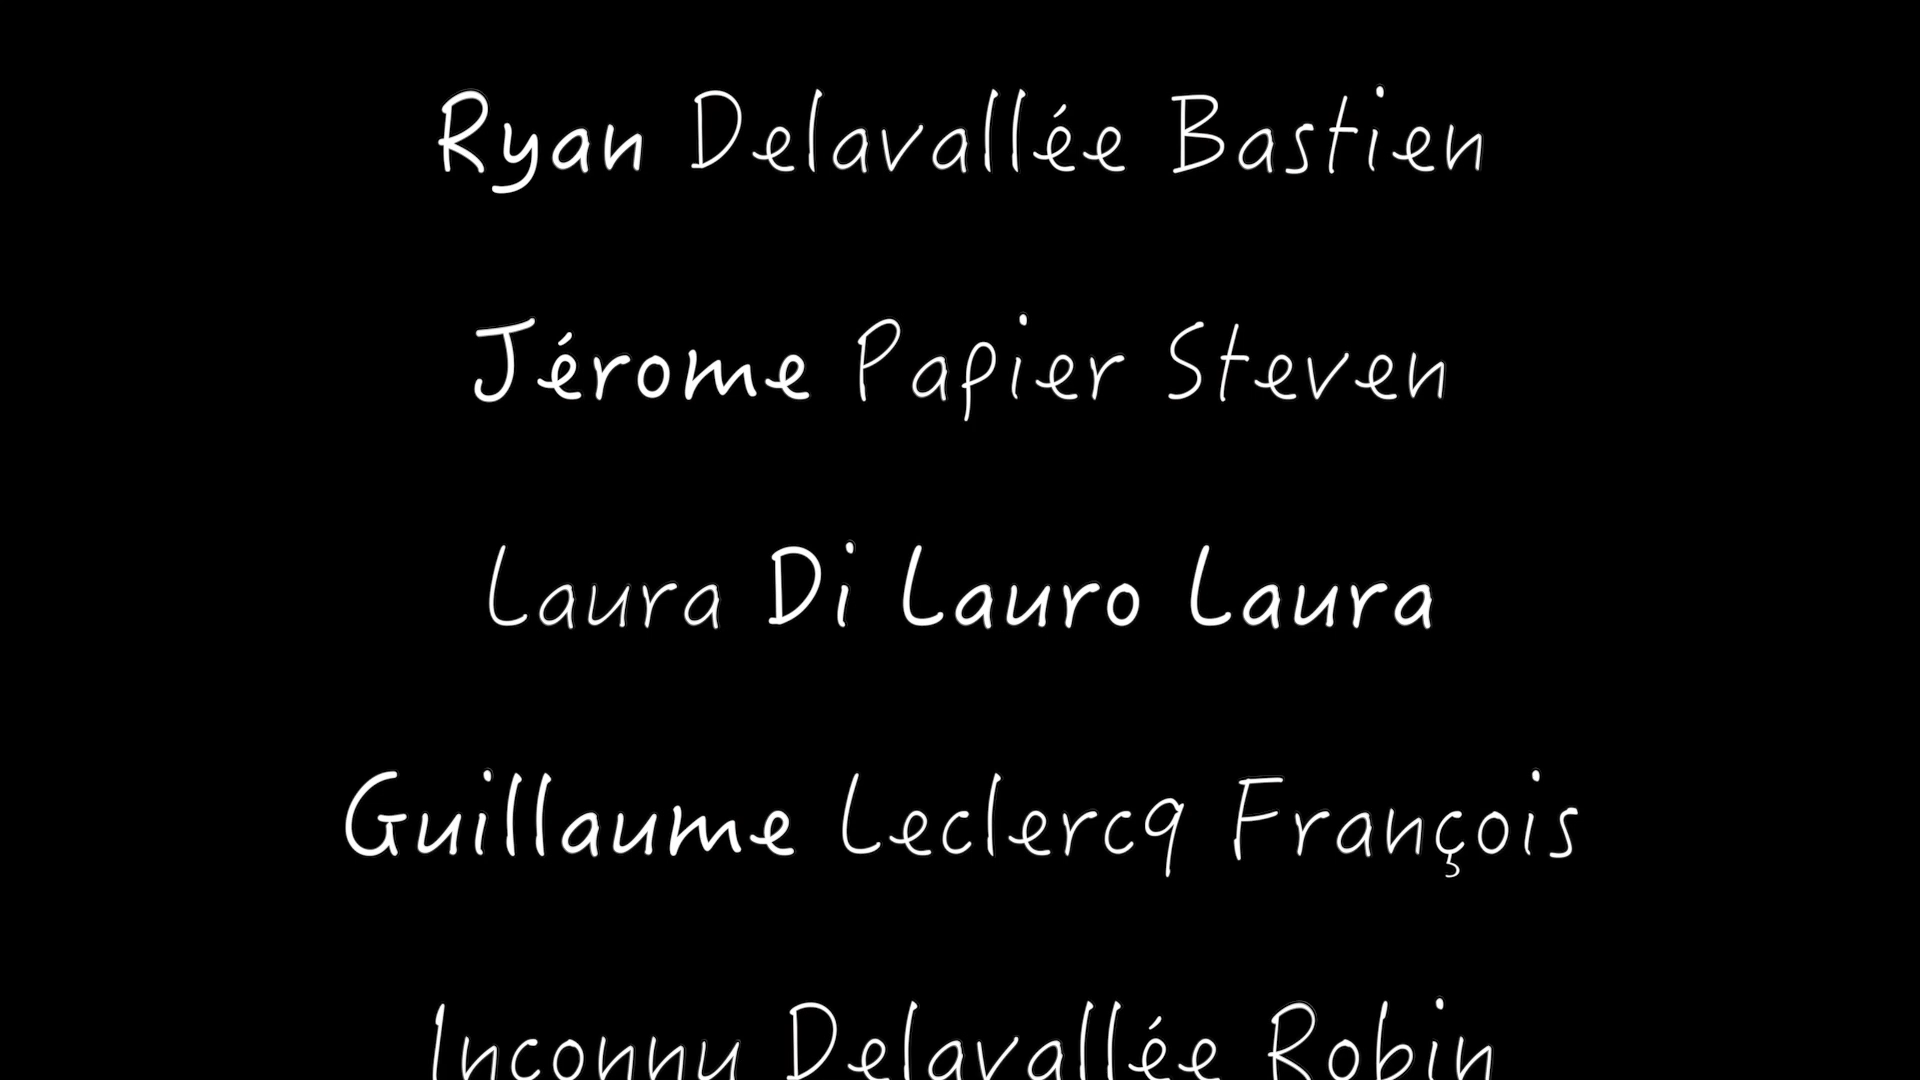 Ryan Delavallée Bastien
Jérome Papier Steven
Laura Di Lauro Laura
Guillaume Leclercq François
Inconnu Delavallée Robin